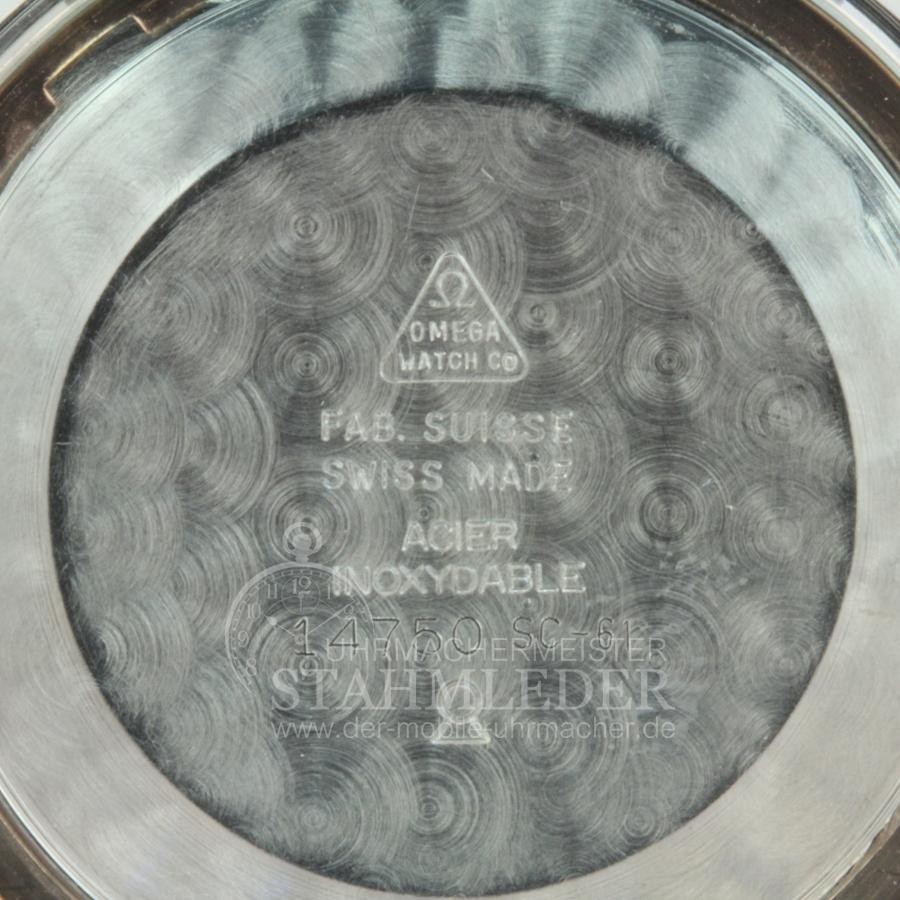 Ω
OMEGA
WATCH Co
FAB. SUISSE
SWISS MADE
ACIER
INOXYDABLE
14750 SC-61
UHRMACHERMEISTER
STAHMLEDER
www.der-mobile-uhrmacher.de